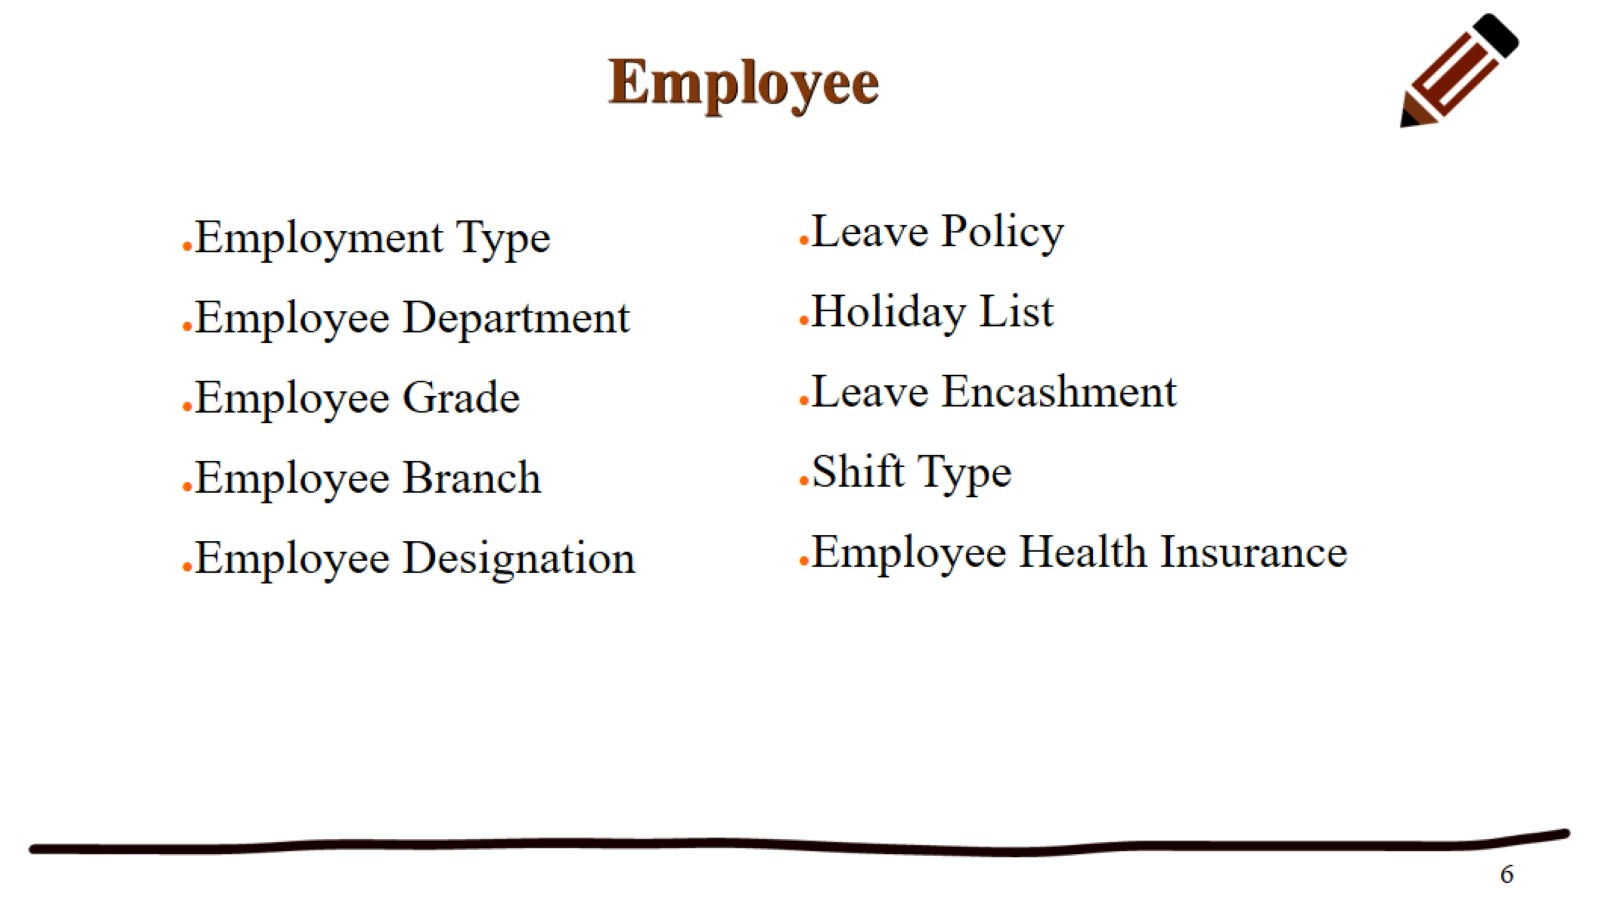 Employee
•Employment Type
•Employee Department
•Employee Grade
•Employee Branch
•Employee Designation
•Leave Policy
•Holiday List
•Leave Encashment
•Shift Type
•Employee Health Insurance
6